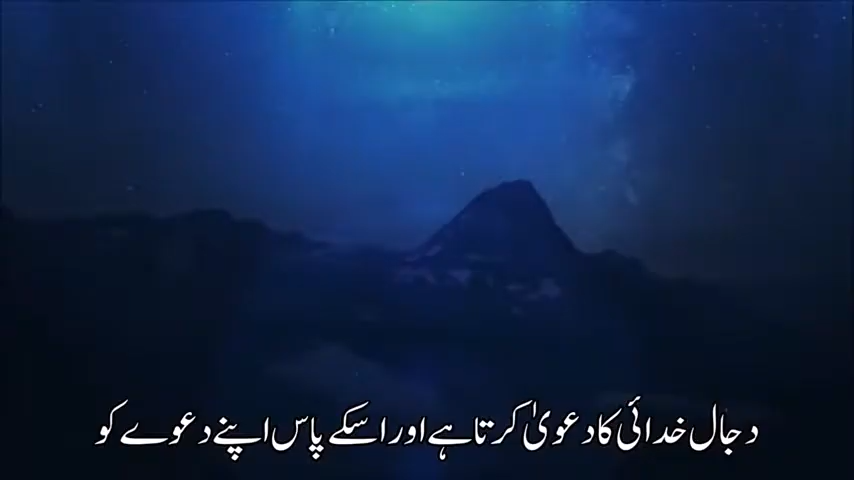 دجال خدائی کا دعویٰ کرتا ہے اور اسکے پاس اپنے دعوے کو